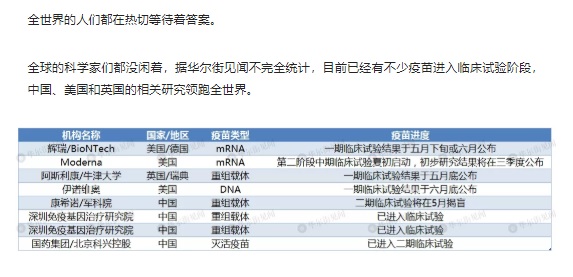 全世界的人们都在热切等待着答案。
全球的科学家们都没闲着，据华尔街见闻不完全统计，目前已经有不少疫苗进入临床试验阶段，
中国、美国和英国的相关研究领跑全世界。
机构名称 国家/地区 疫苗类型 疫苗进度
辉瑞/BioNTech 美国/德国 mRNA 一期临床试验结果于五月下旬或六月公布
Moderna 美国 mRNA 第二阶段中期临床试验夏初启动，初步研究结果将在三季度公布
阿斯利康/牛津大学 英国/瑞典 重组载体 一期临床试验结果于五月底公布
伊诺维奥 美国 DNA 一期临床试验结果于六月底公布
康希诺/军科院 中国 重组载体 二期临床试验将在5月揭盲
深圳免疫基因治疗研究院 中国 重组载体 已进入临床试验
深圳免疫基因治疗研究院 中国 重组载体 已进入临床试验
国药集团/北京科兴控股 中国 灭活疫苗 已进入二期临床试验